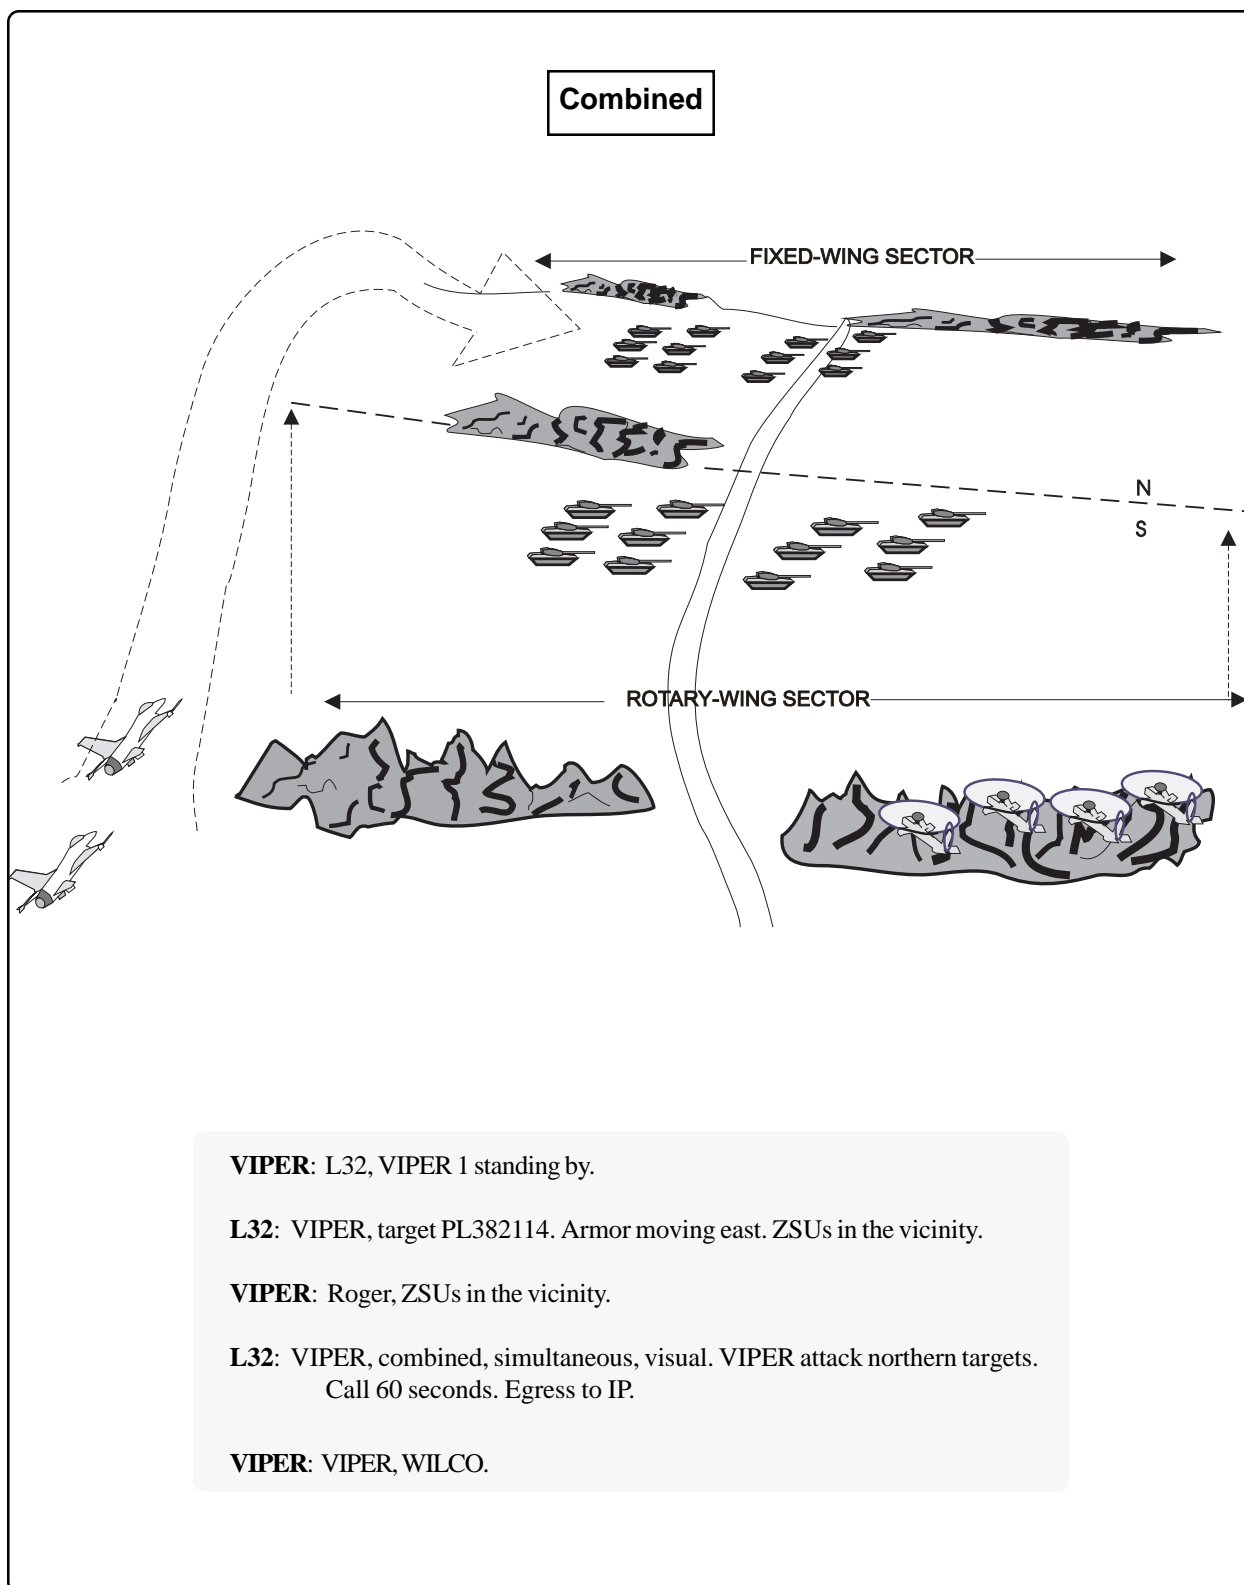 Combined
FIXED-WING SECTOR
N
S
ROTARY-WING SECTOR
VIPER: L32, VIPER 1 standing by.
L32: VIPER, target PL382114. Armor moving east. ZSUs in the vicinity.
VIPER: Roger, ZSUs in the vicinity.
L32: VIPER, combined, simultaneous, visual. VIPER attack northern targets.
Call 60 seconds. Egress to IP.
VIPER: VIPER, WILCO.